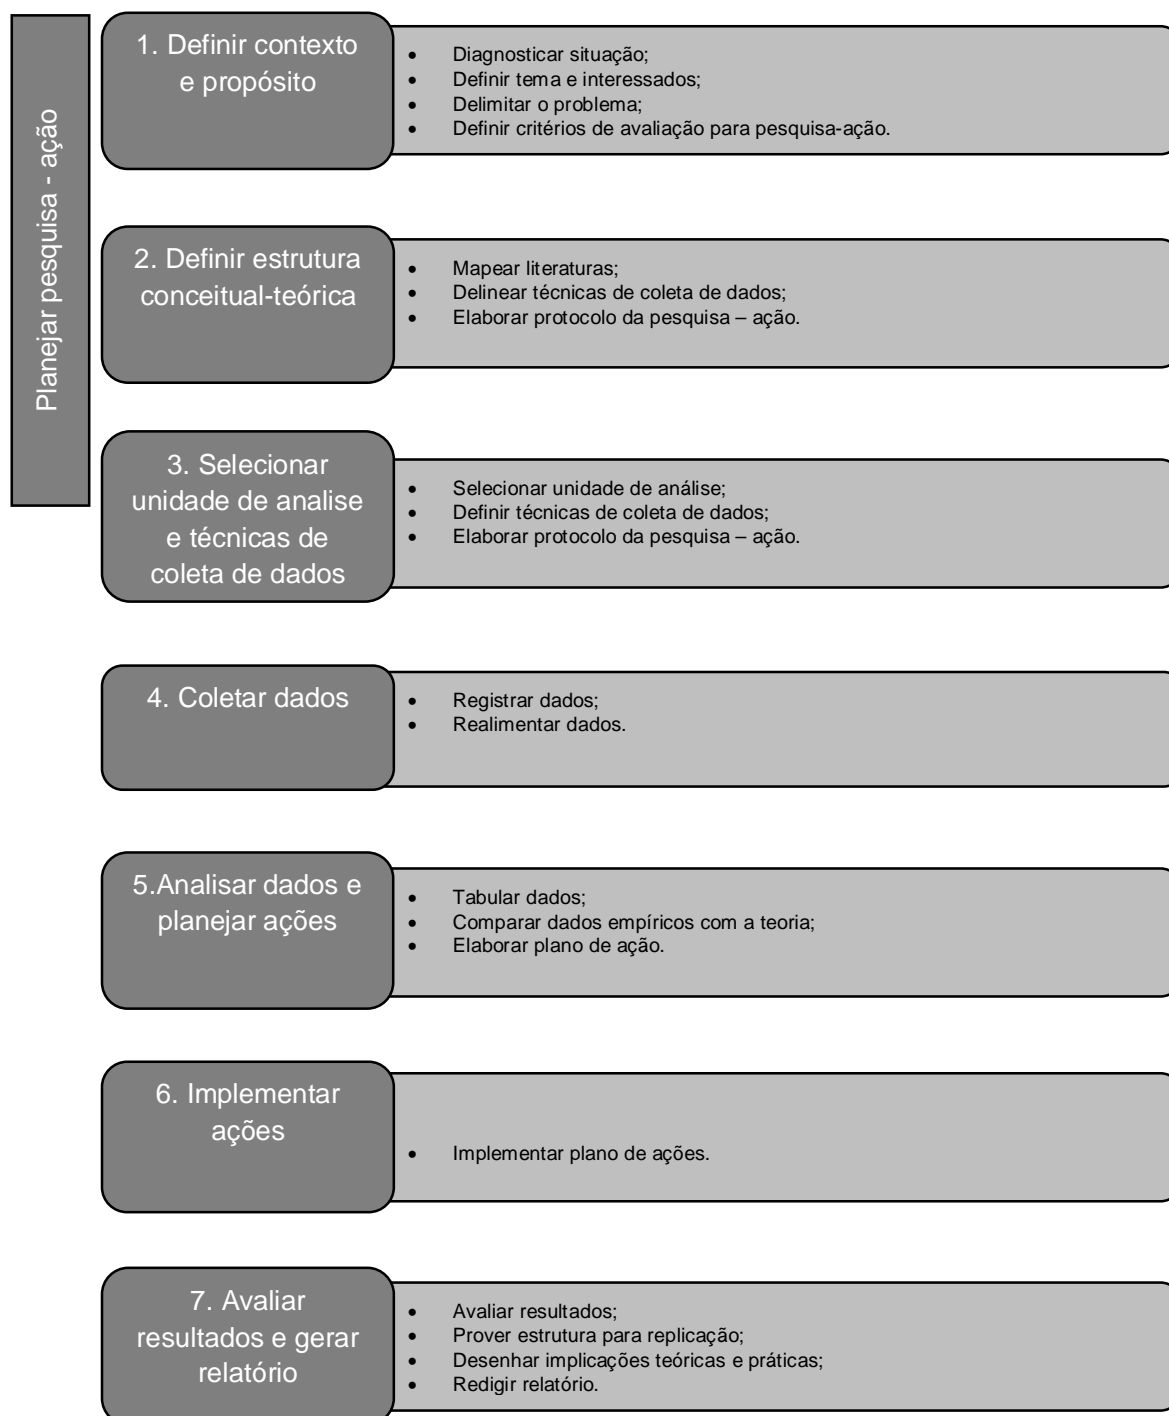 Planejar pesquisa - ação
1. Definir contexto
e propósito
• Diagnosticar situação;
• Definir tema e interessados;
• Delimitar o problema;
• Definir critérios de avaliação para pesquisa-ação.
2. Definir estrutura
conceitual-teórica
• Mapear literaturas;
• Delinear técnicas de coleta de dados;
• Elaborar protocolo da pesquisa – ação.
3. Selecionar
unidade de analise
e técnicas de
coleta de dados
• Selecionar unidade de análise;
• Definir técnicas de coleta de dados;
• Elaborar protocolo da pesquisa – ação.
4. Coletar dados
• Registrar dados;
• Realimentar dados.
5.Analisar dados e
planejar ações
• Tabular dados;
• Comparar dados empíricos com a teoria;
• Elaborar plano de ação.
6. Implementar
ações
• Implementar plano de ações.
7. Avaliar
resultados e gerar
relatório
• Avaliar resultados;
• Prover estrutura para replicação;
• Desenhar implicações teóricas e práticas;
• Redigir relatório.